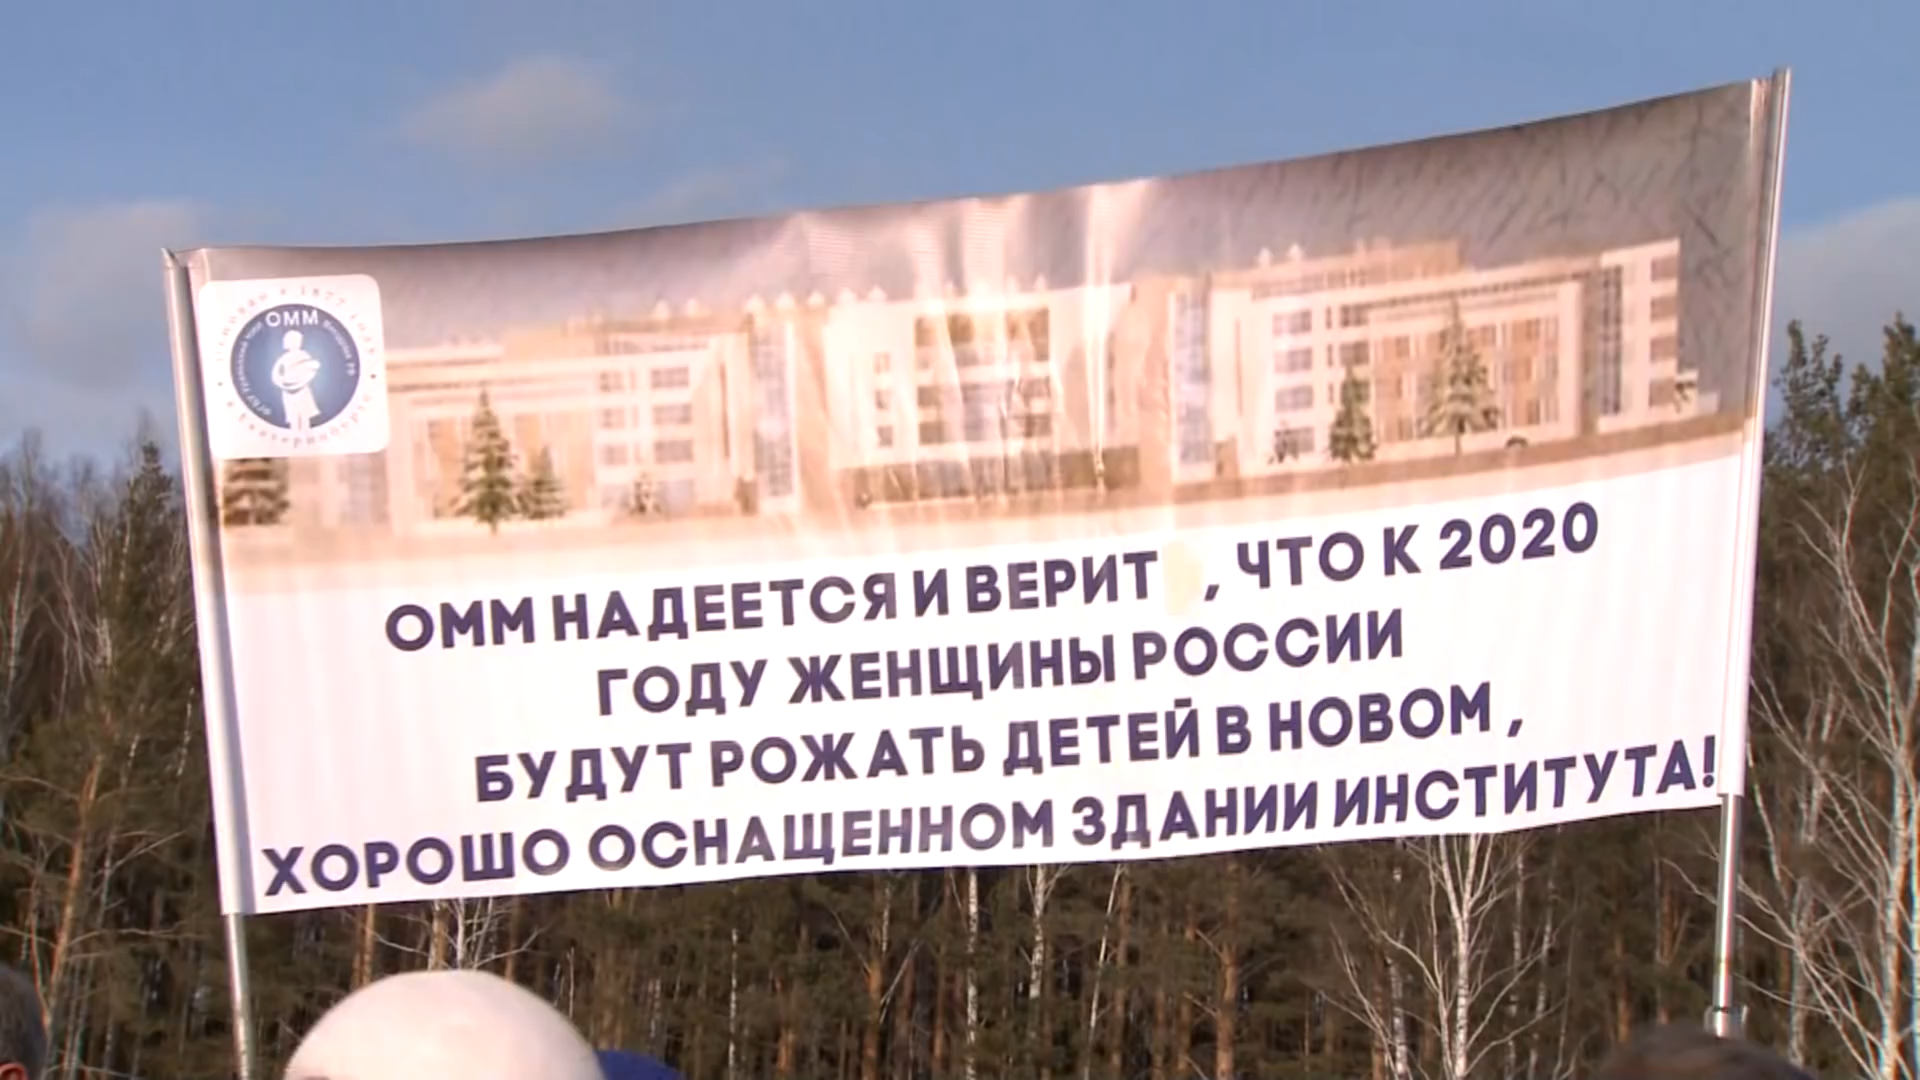 ОММ
ОММ НАДЕЕТСЯ И ВЕРИТ , ЧТО К 2020
ГОДУ ЖЕНЩИНЫ РОССИИ
БУДУТ РОЖАТЬ ДЕТЕЙ В НОВОМ ,
ХОРОШО ОСНАЩЕННОМ ЗДАНИИ ИНСТИТУТА!